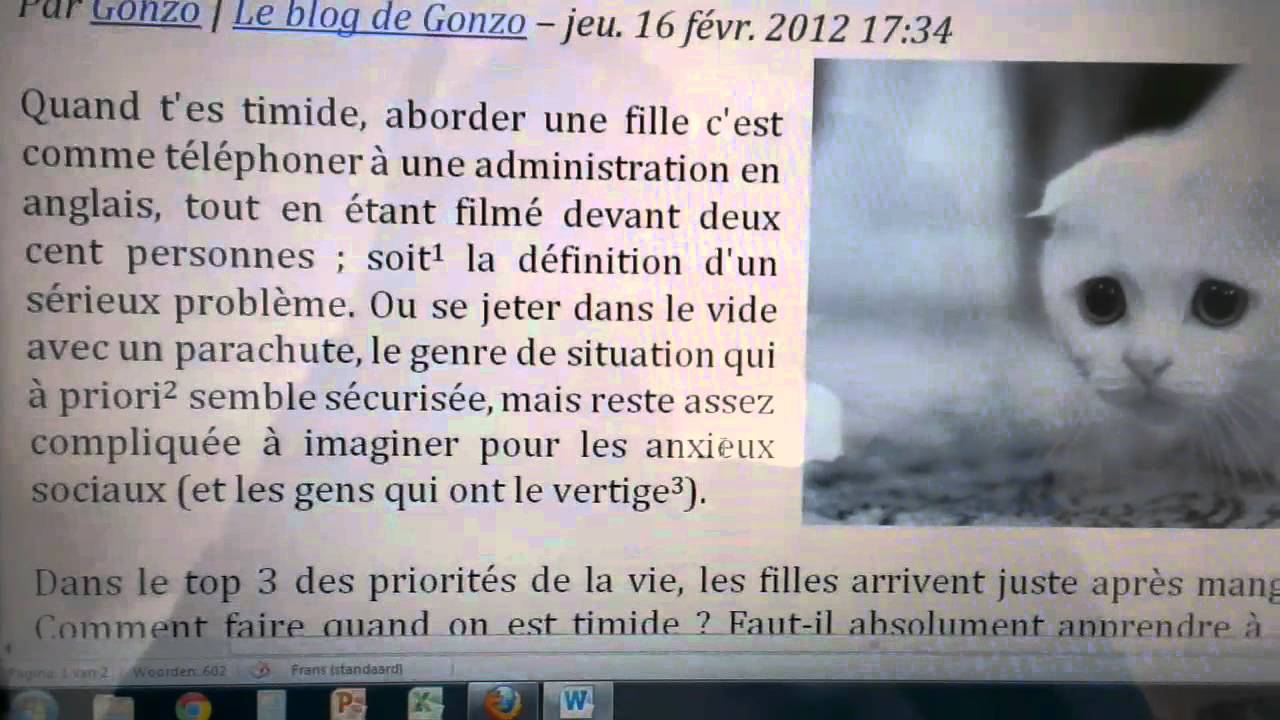 Par Gonzo | Le blog de Gonzo – jeu. 16 févr. 2012 17:34
Quand t'es timide, aborder une fille c'est
comme téléphoner à une administration en
anglais, tout en étant filmé devant deux
cent personnes ; soit¹ la définition d'un
sérieux problème. Ou se jeter dans le vide
avec un parachute, le genre de situation qui
à priori² semble sécurisée, mais reste assez
compliquée à imaginer pour les anxieux
sociaux (et les gens qui ont le vertige³).
Dans le top 3 des priorités de la vie, les filles arrivent juste après mang
Comment faire quand on est timide ? Faut-il absolument apprendre à
Pagina: 1 van 2 Woorden: 602 Frans (standaard)